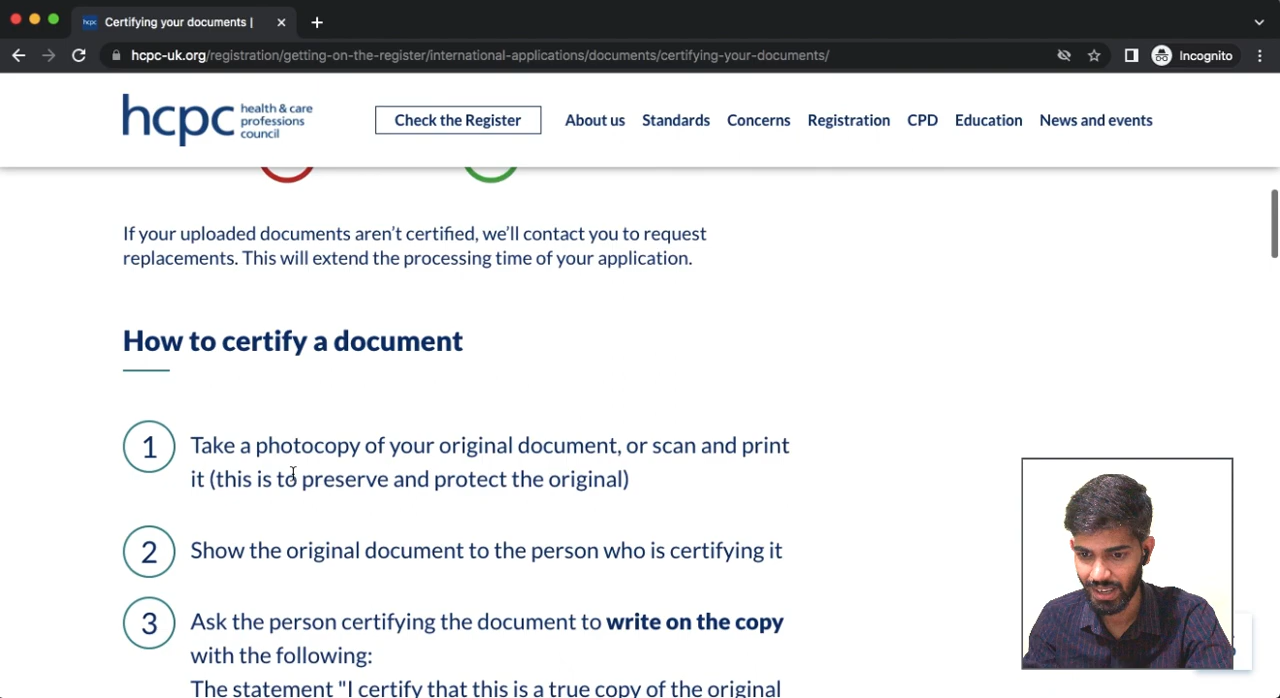 Certifying your documents |
hcpc-uk.org/registration/getting-on-the-register/international-applications/documents/certifying-your-documents/
Incognito
hcpc health & care professions council
Check the Register
About us
Standards
Concerns
Registration
CPD
Education
News and events
If your uploaded documents aren't certified, we'll contact you to request
replacements. This will extend the processing time of your application.
How to certify a document
1 Take a photocopy of your original document, or scan and print
it (this is to preserve and protect the original)
2 Show the original document to the person who is certifying it
3 Ask the person certifying the document to write on the copy
with the following:
The statement "I certify that this is a true copy of the original